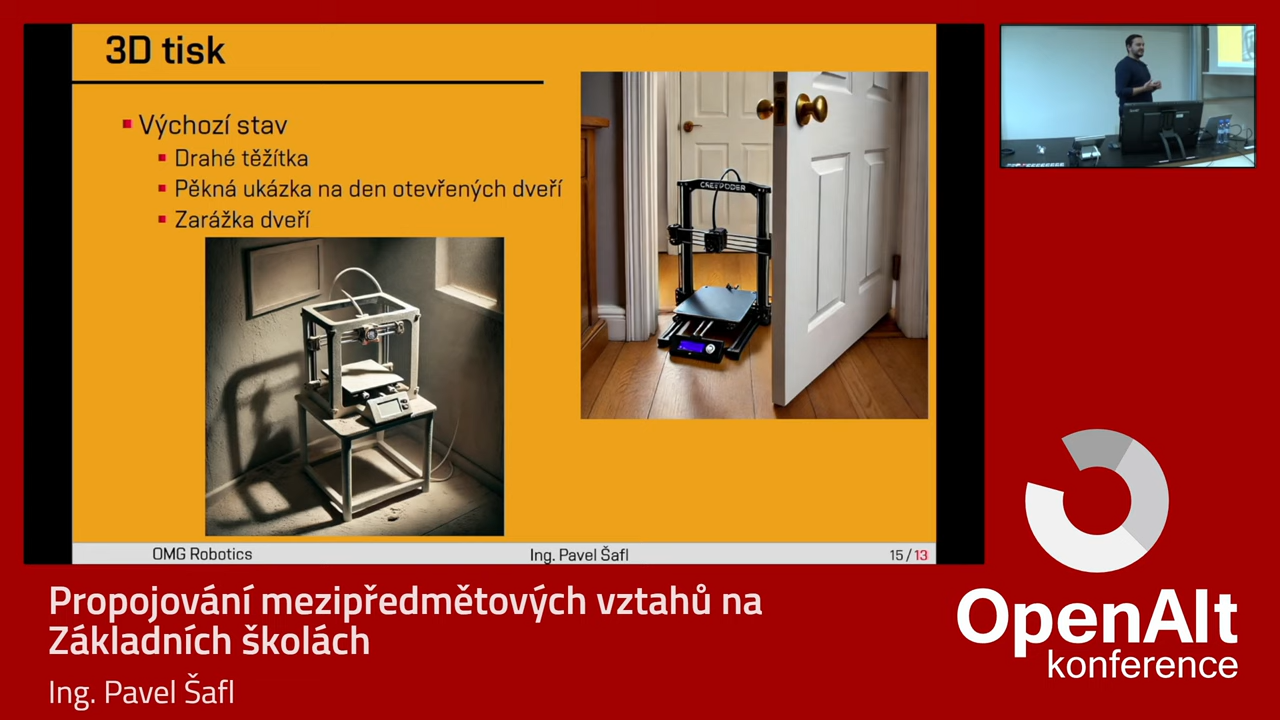 3D tisk
Výchozí stav
Drahé těžítka
Pěkná ukázka na den otevřených dveří
Zarážka dveří
OMG Robotics
Ing. Pavel Šafl
15 / 13
Propojování mezipředmětových vztahů na
Základních školách
Ing. Pavel Šafl
OpenAlt
konference